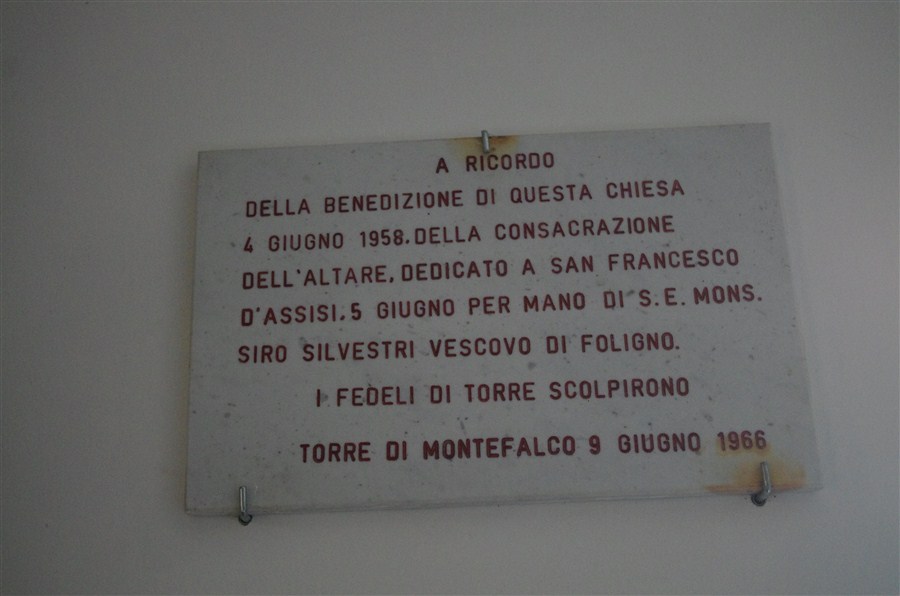 A RICORDO
DELLA BENEDIZIONE DI QUESTA CHIESA
4 GIUGNO 1958. DELLA CONSACRAZIONE
DELL'ALTARE, DEDICATO A SAN FRANCESCO
D'ASSISI. 5 GIUGNO PER MANO DI S.E. MONS.
SIRO SILVESTRI VESCOVO DI FOLIGNO.
I FEDELI DI TORRE SCOLPIRONO
TORRE DI MONTEFALCO 9 GIUGNO 1966